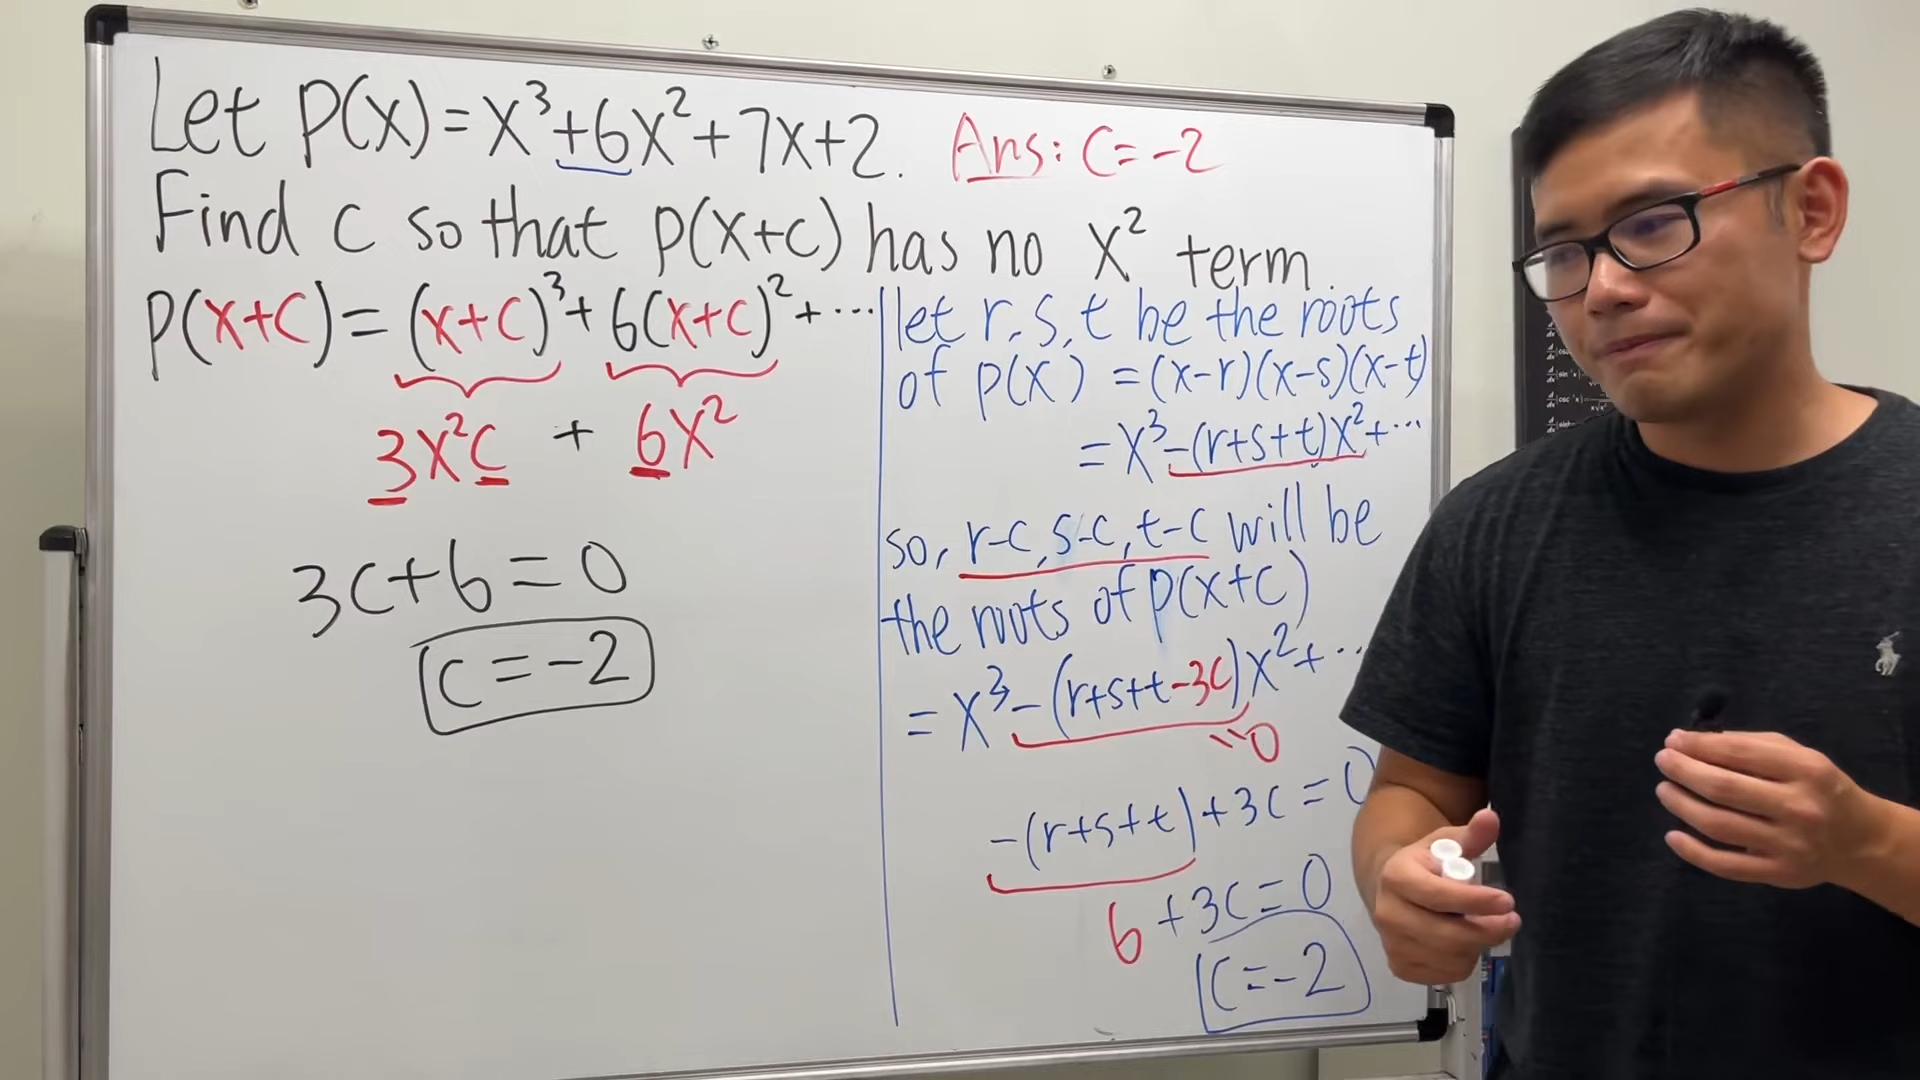 Let P(x)=x³+6x²+7x+2. Ans: C=-2
Find c so that P(x+c) has no x² term.
P(x+c)=(x+c)³+6(x+c)²+⋯
3x²c + 6x²
3c+6=0
c=-2
let r,s,t be the roots
of P(x) =(x-r)(x-s)(x-t)
=x³-(r+s+t)x²+⋯
so, r-c,s-c,t-c will be
the roots of P(x+c)
=x³-(r+s+t-3c)x²+⋯
"0
-(r+s+t)+3c=0
6+3c=0
c=-2